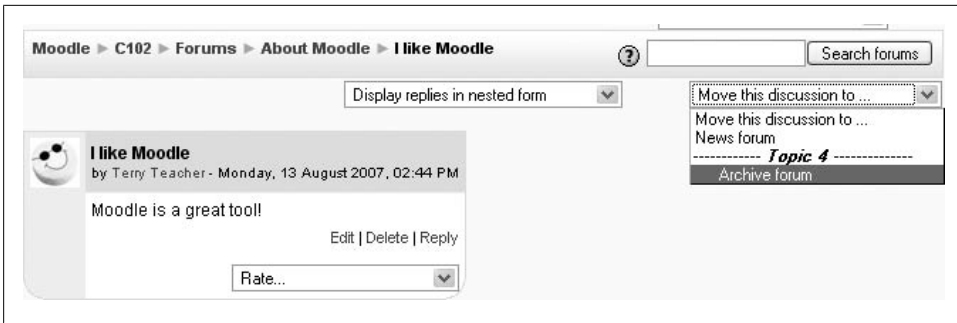 Moodle ► C102 ► Forums ► About Moodle ► I like Moodle
? Search forums
Display replies in nested form
Move this discussion to ...
Move this discussion to ...
News forum
------------ Topic 4 --------------
Archive forum
I like Moodle
by Terry Teacher - Monday, 13 August 2007, 02:44 PM
Moodle is a great tool!
Edit | Delete | Reply
Rate...